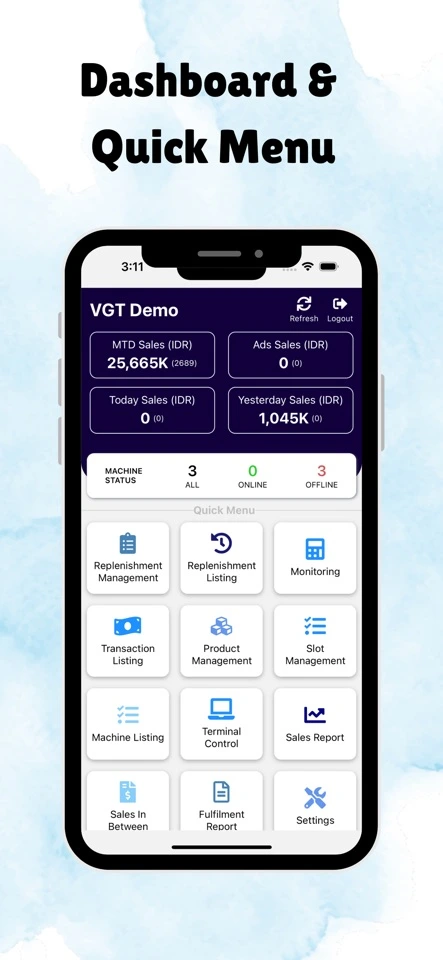 Dashboard &
Quick Menu
3:11
VGT Demo
Refresh
Logout
MTD Sales (IDR)
25,665K (2689)
Ads Sales (IDR)
0 (0)
Today Sales (IDR)
0 (0)
Yesterday Sales (IDR)
1,045K (0)
MACHINE
STATUS
3
ALL
0
ONLINE
3
OFFLINE
Quick Menu
Replenishment
Management
Replenishment
Listing
Monitoring
Transaction
Listing
Product
Management
Slot
Management
Machine Listing
Terminal
Control
Sales Report
Sales In
Between
Fulfilment
Report
Settings